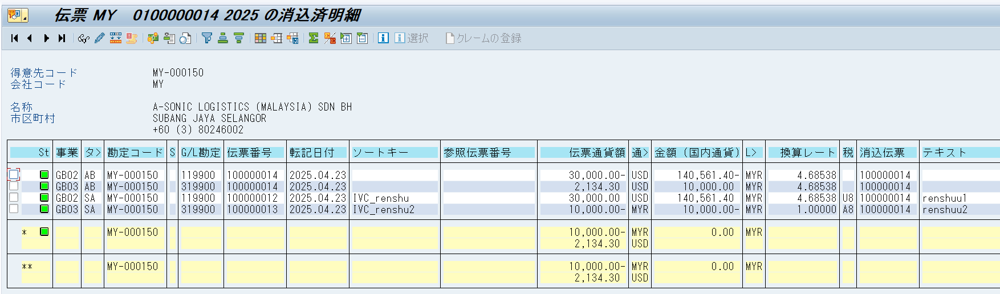 伝票 MY 0100000014 2025 の消込済明細
選択 クレームの登録
得意先コード MY-000150
会社コード MY
名称 A-SONIC LOGISTICS (MALAYSIA) SDN BH
市区町村 SUBANG JAYA SELANGOR
+60 (3) 80246002
St 事業 タ> 勘定コード S G/L勘定 伝票番号 転記日付 ソートキー 参照伝票番号 伝票通貨額 通> 金額 (国内通貨) L> 換算レート 税 消込伝票 テキスト
GB02 AB MY-000150 119900 100000014 2025.04.23 30,000.00- USD 140,561.40- MYR 4.68538 100000014
GB03 AB MY-000150 319900 100000014 2025.04.23 2,134.30 USD 10,000.00 MYR 4.68538 100000014
GB02 SA MY-000150 119900 100000012 2025.04.23 IVC_renshu 30,000.00 USD 140,561.40 MYR 4.68538 U8 100000014 renshuu1
GB03 SA MY-000150 319900 100000013 2025.04.23 IVC_renshu2 10,000.00- MYR 10,000.00- MYR 1.00000 A8 100000014 renshuu2
* MY-000150 10,000.00- MYR 0.00 MYR
2,134.30 USD
** MY-000150 10,000.00- MYR 0.00 MYR
2,134.30 USD